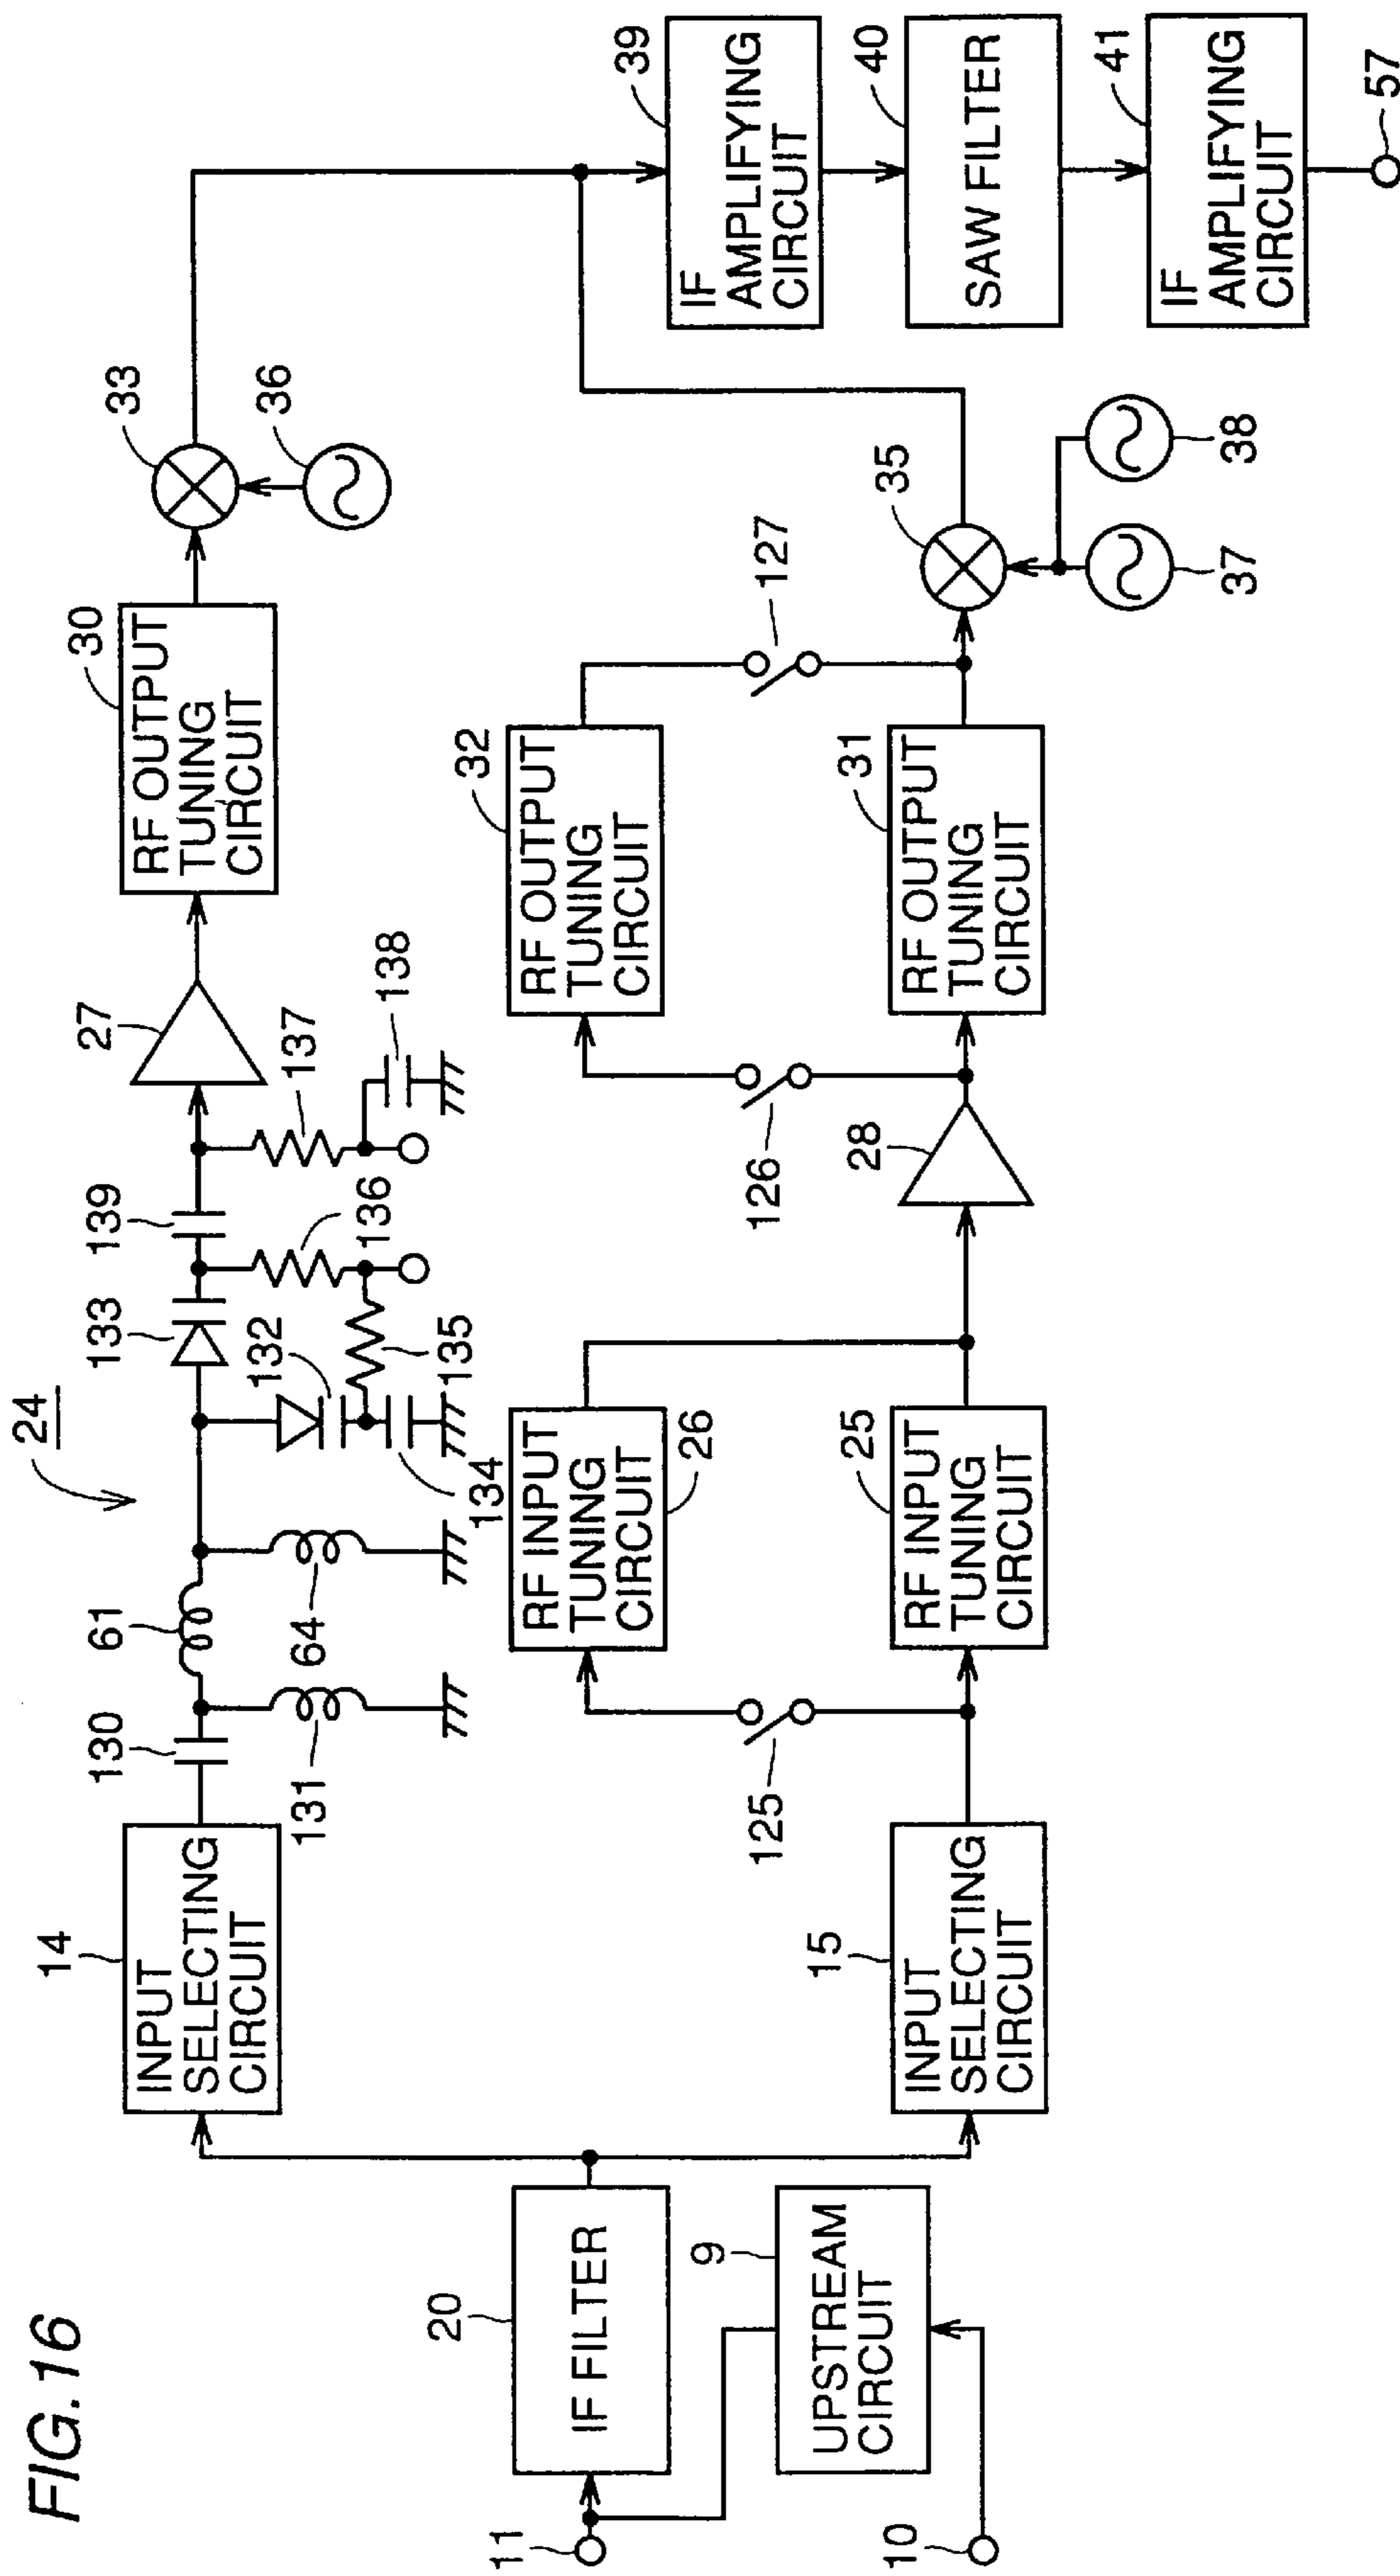 FIG.16
24
14
INPUT
SELECTING
CIRCUIT
130
61
133
139
27
30
RF OUTPUT
TUNING
CIRCUIT
33
131
64
132
134
135
136
137
138
36
20
IF FILTER
11
9
UPSTREAM
CIRCUIT
10
26
RF INPUT
TUNING
CIRCUIT
32
RF OUTPUT
TUNING
CIRCUIT
125
126
127
15
INPUT
SELECTING
CIRCUIT
25
RF INPUT
TUNING
CIRCUIT
28
31
RF OUTPUT
TUNING
CIRCUIT
35
37
38
39
IF
AMPLIFYING
CIRCUIT
40
SAW FILTER
41
IF
AMPLIFYING
CIRCUIT
57